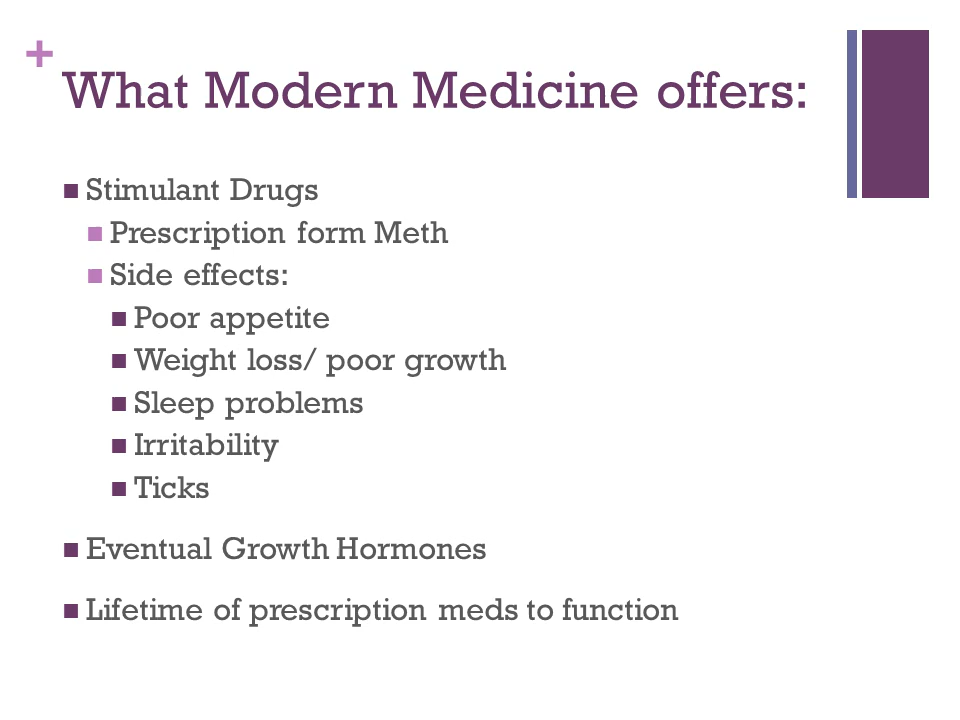 +
What Modern Medicine offers:
Stimulant Drugs
Prescription form Meth
Side effects:
Poor appetite
Weight loss/ poor growth
Sleep problems
Irritability
Ticks
Eventual Growth Hormones
Lifetime of prescription meds to function